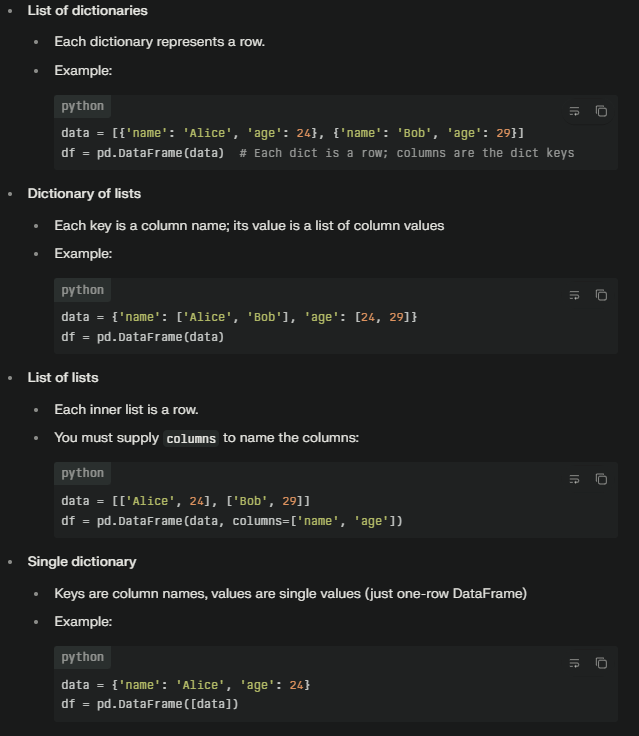 List of dictionaries
Each dictionary represents a row.
Example:
python
data = [{'name': 'Alice', 'age': 24}, {'name': 'Bob', 'age': 29}]
df = pd.DataFrame(data)  # Each dict is a row; columns are the dict keys
Dictionary of lists
Each key is a column name; its value is a list of column values
Example:
python
data = {'name': ['Alice', 'Bob'], 'age': [24, 29]}
df = pd.DataFrame(data)
List of lists
Each inner list is a row.
You must supply columns to name the columns:
python
data = [['Alice', 24], ['Bob', 29]]
df = pd.DataFrame(data, columns=['name', 'age'])
Single dictionary
Keys are column names, values are single values (just one-row DataFrame)
Example:
python
data = {'name': 'Alice', 'age': 24}
df = pd.DataFrame([data])